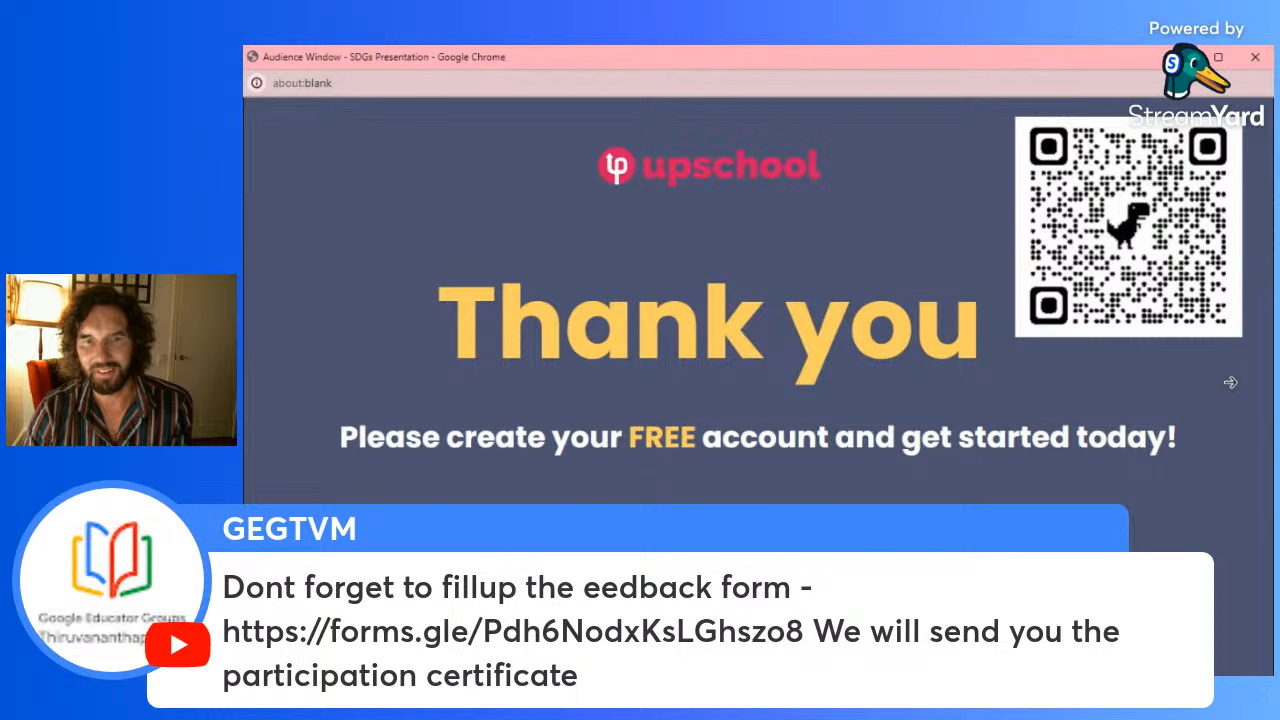 Powered by
StreamYard
Audience Window - SDGs Presentation - Google Chrome
about:blank
upschool
Thank you
Please create your FREE account and get started today!
GEGTVM
Dont forget to fillup the eedback form -
https://forms.gle/Pdh6NodxKsLGhszo8 We will send you the
participation certificate
Google Educator Groups